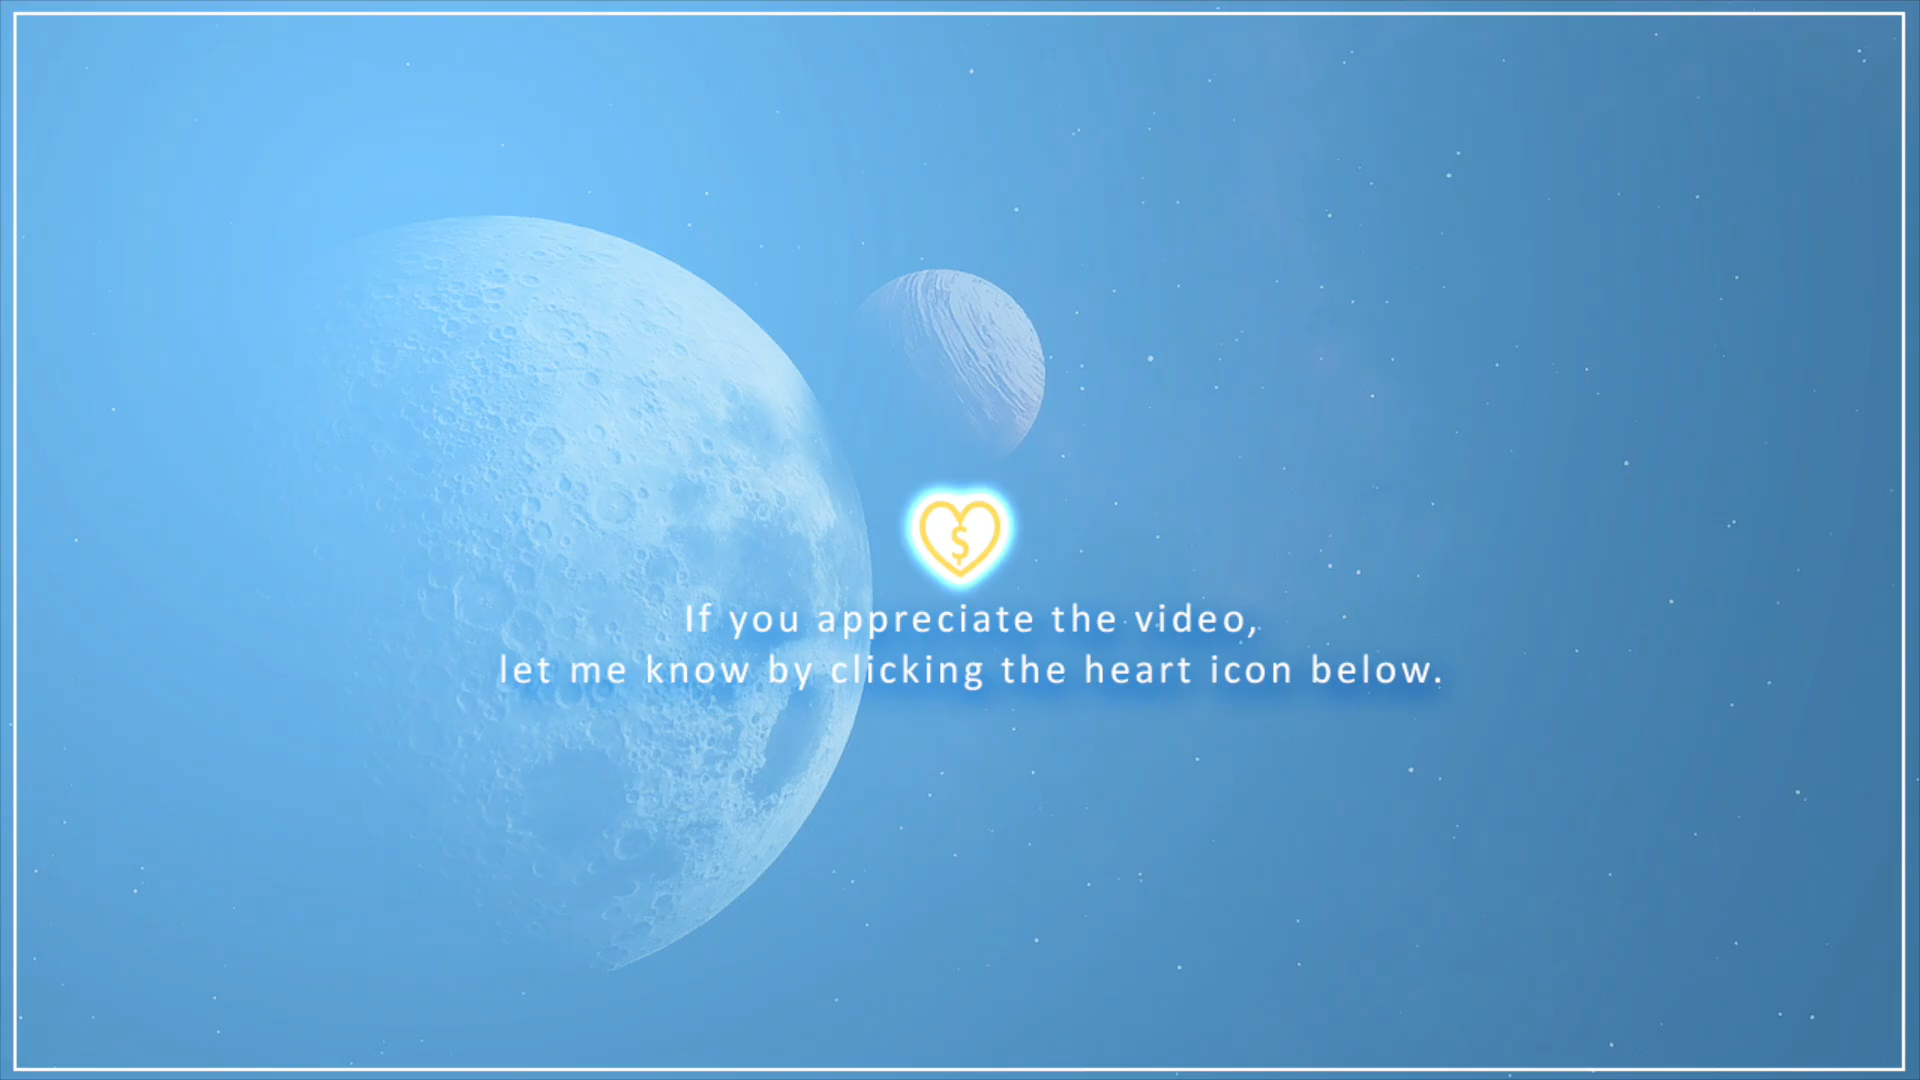 $
If you appreciate the video,
let me know by clicking the heart icon below.